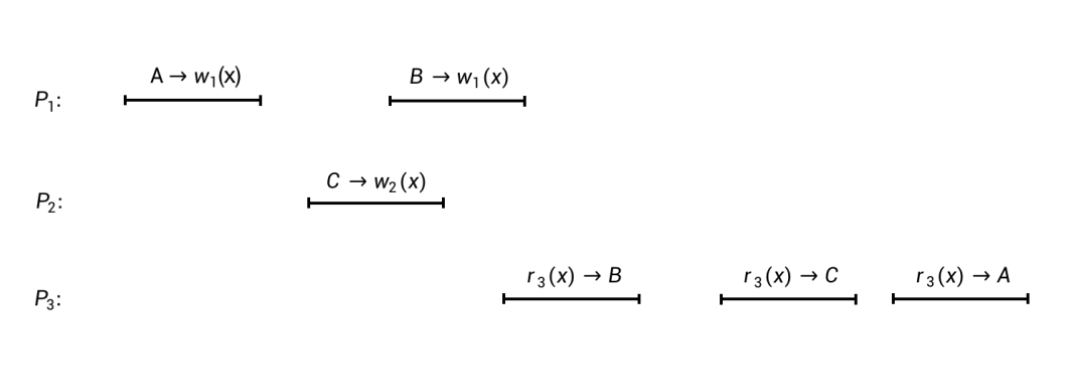 A → w₁(x)
B → w₁(x)
P₁:
C → w₂(x)
P₂:
r₃(x) → B
r₃(x) → C
r₃(x) → A
P₃: